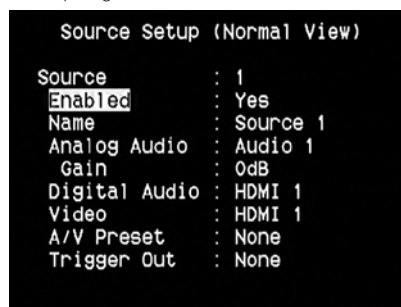 Source Setup (Normal View)
Source : 1
Enabled : Yes
Name : Source 1
Analog Audio : Audio 1
Gain : 0dB
Digital Audio : HDMI 1
Video : HDMI 1
A/V Preset : None
Trigger Out : None